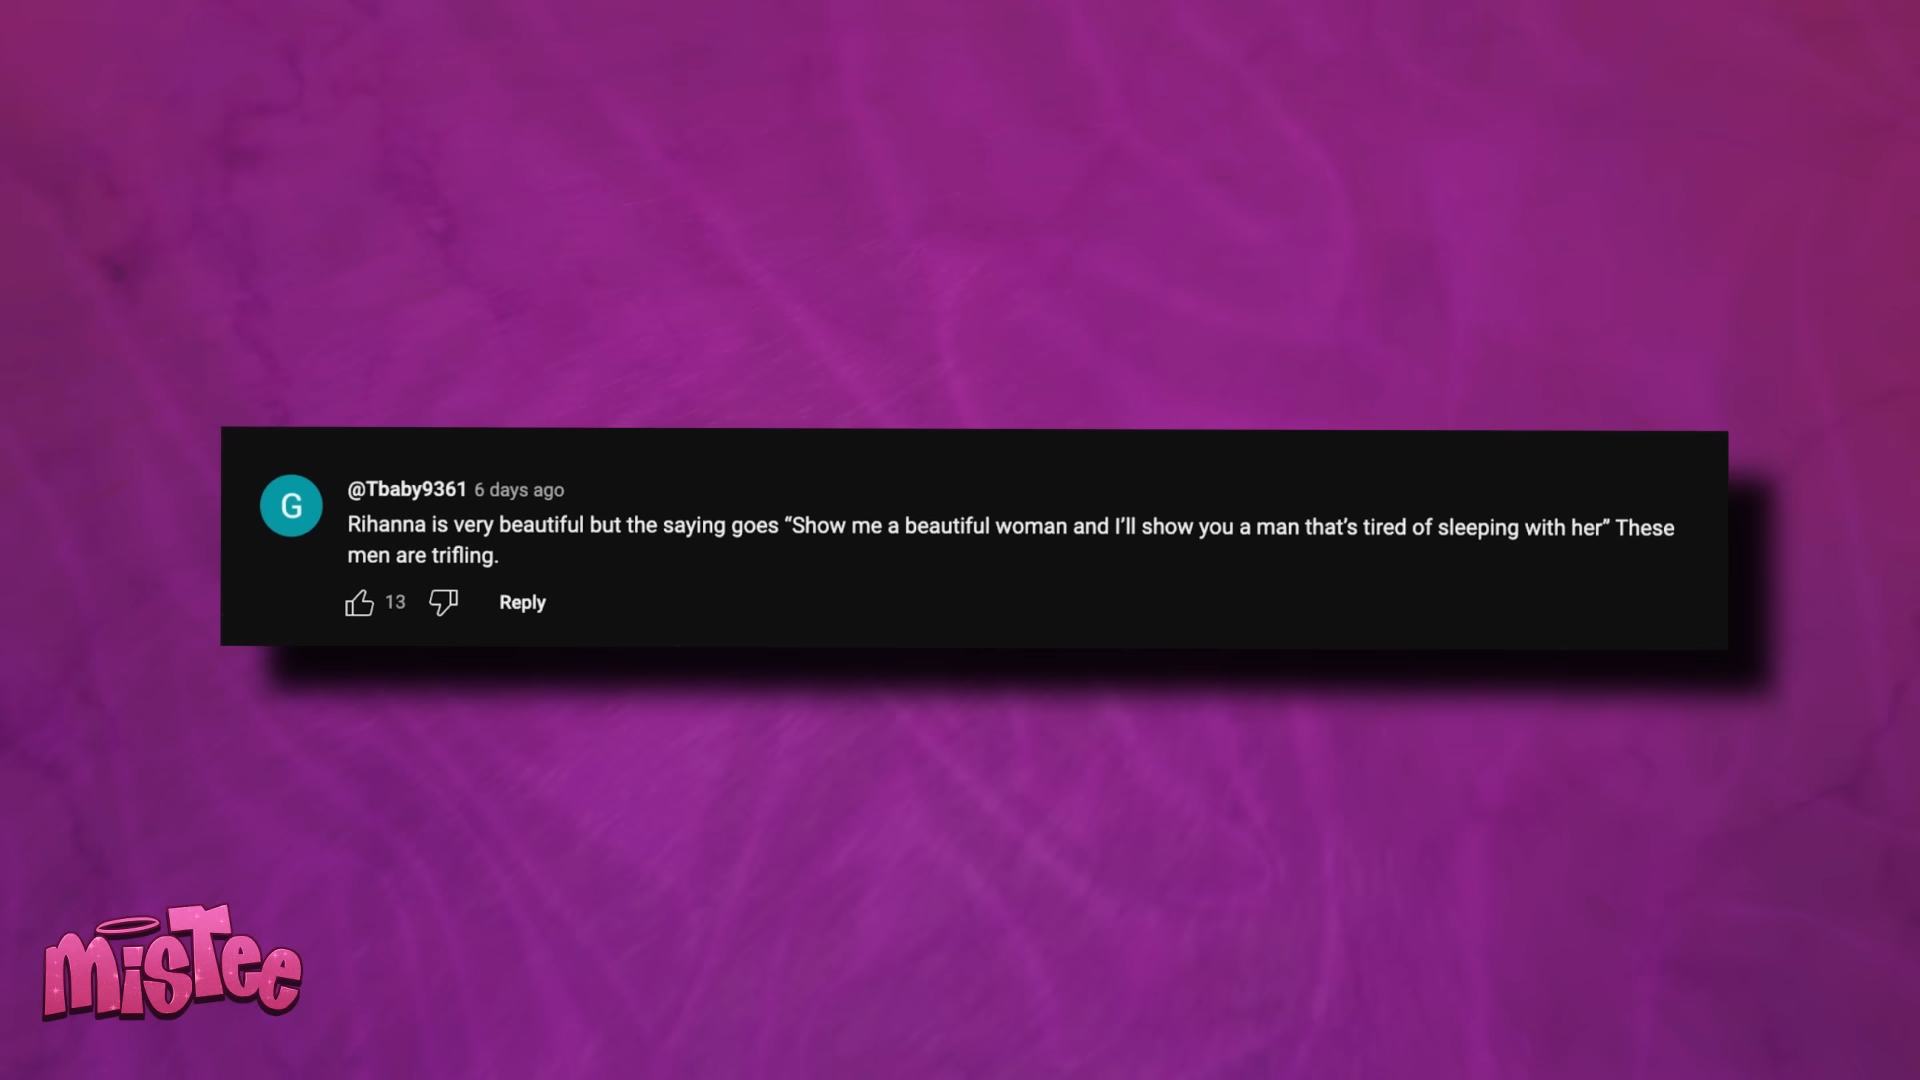 G
@Tbaby9361 6 days ago
Rihanna is very beautiful but the saying goes “Show me a beautiful woman and I’ll show you a man that’s tired of sleeping with her” These
men are trifling.
13 Reply
misTee